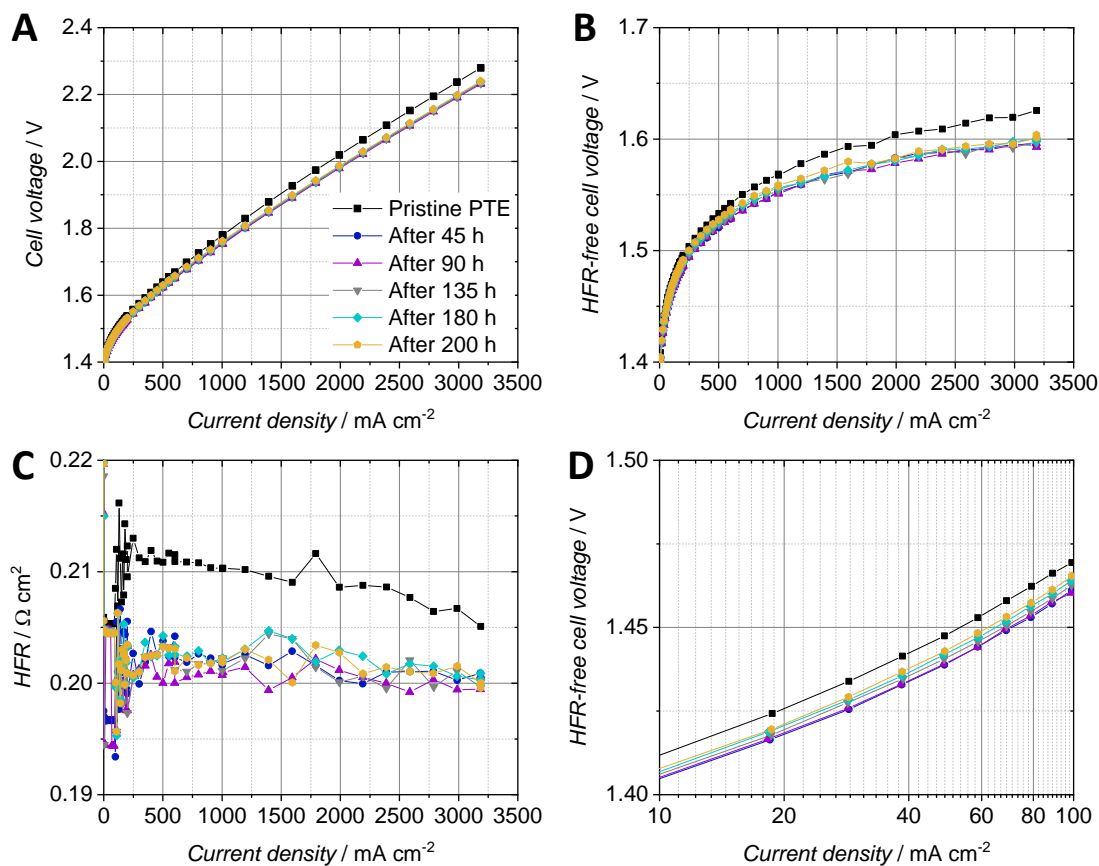 A
2.4
2.2
2.0
1.8
1.6
1.4
Cell voltage / V
0 500 1000 1500 2000 2500 3000 3500
Current density / mA cm⁻²
Pristine PTE
After 45 h
After 90 h
After 135 h
After 180 h
After 200 h
B
1.7
1.6
1.5
1.4
HFR-free cell voltage / V
0 500 1000 1500 2000 2500 3000 3500
Current density / mA cm⁻²
C
0.22
0.21
0.20
0.19
HFR / Ω cm²
0 500 1000 1500 2000 2500 3000 3500
Current density / mA cm⁻²
D
1.50
1.45
1.40
HFR-free cell voltage / V
10 20 40 60 80 100
Current density / mA cm⁻²